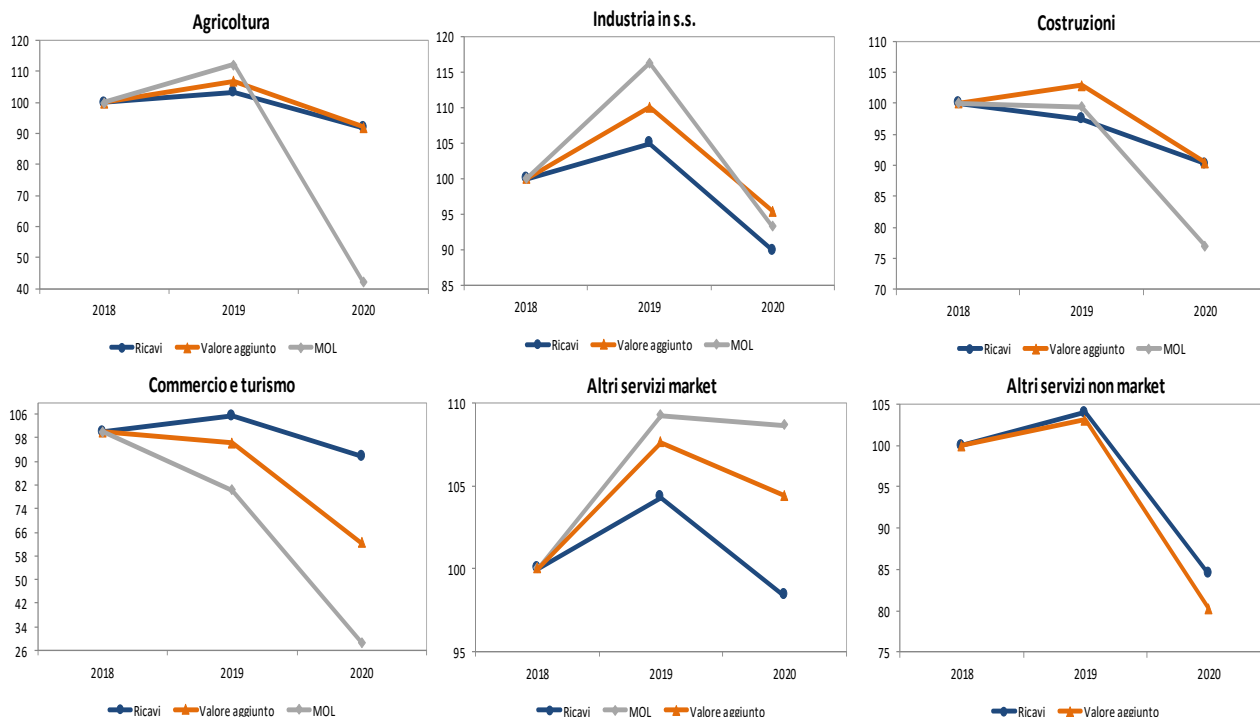 Agricoltura
120
110
100
90
80
70
60
50
40
2018 2019 2020
Ricavi Valore aggiunto MOL
Industria in s.s.
120
115
110
105
100
95
90
85
2018 2019 2020
Ricavi Valore aggiunto MOL
Costruzioni
110
105
100
95
90
85
80
75
70
2018 2019 2020
Ricavi Valore aggiunto MOL
Commercio e turismo
106
98
90
82
74
66
58
50
42
34
26
2018 2019 2020
Ricavi Valore aggiunto MOL
Altri servizi market
110
105
100
95
2018 2019 2020
Ricavi MOL Valore aggiunto
Altri servizi non market
105
100
95
90
85
80
75
2018 2019 2020
Ricavi Valore aggiunto